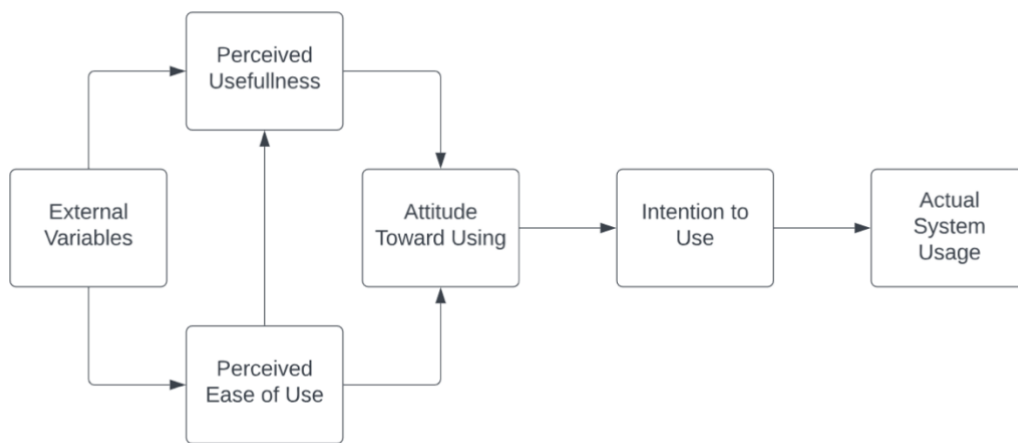 Perceived
Usefullness
External
Variables
Attitude
Toward Using
Intention to
Use
Actual
System
Usage
Perceived
Ease of Use